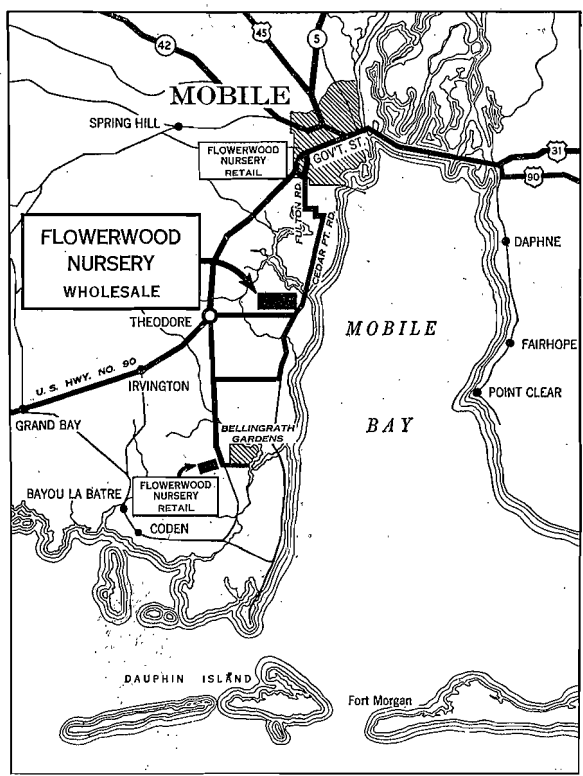 42
45
5
MOBILE
SPRING HILL
FLOWERWOOD
NURSERY
RETAIL
GOV'T. ST.
31
90
FULTON RD.
CEDAR PT. RD.
FLOWERWOOD
NURSERY
WHOLESALE
DAPHNE
THEODORE
MOBILE
FAIRHOPE
U.S. HWY. NO. 90
IRVINGTON
POINT CLEAR
GRAND BAY
BELLINGRATH
GARDENS
BAY
FLOWERWOOD
NURSERY
RETAIL
BAYOU LA BATRE
CODEN
DAUPHIN ISLAND
Fort Morgan